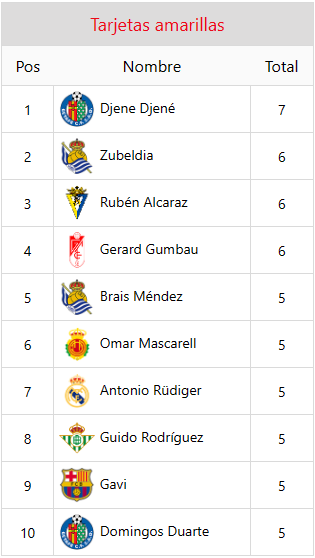 Tarjetas amarillas
Pos Nombre Total
1 Djene Djené 7
2 Zubeldia 6
3 Rubén Alcaraz 6
4 Gerard Gumbau 6
5 Brais Méndez 5
6 Omar Mascarell 5
7 Antonio Rüdiger 5
8 Guido Rodríguez 5
9 Gavi 5
10 Domingos Duarte 5